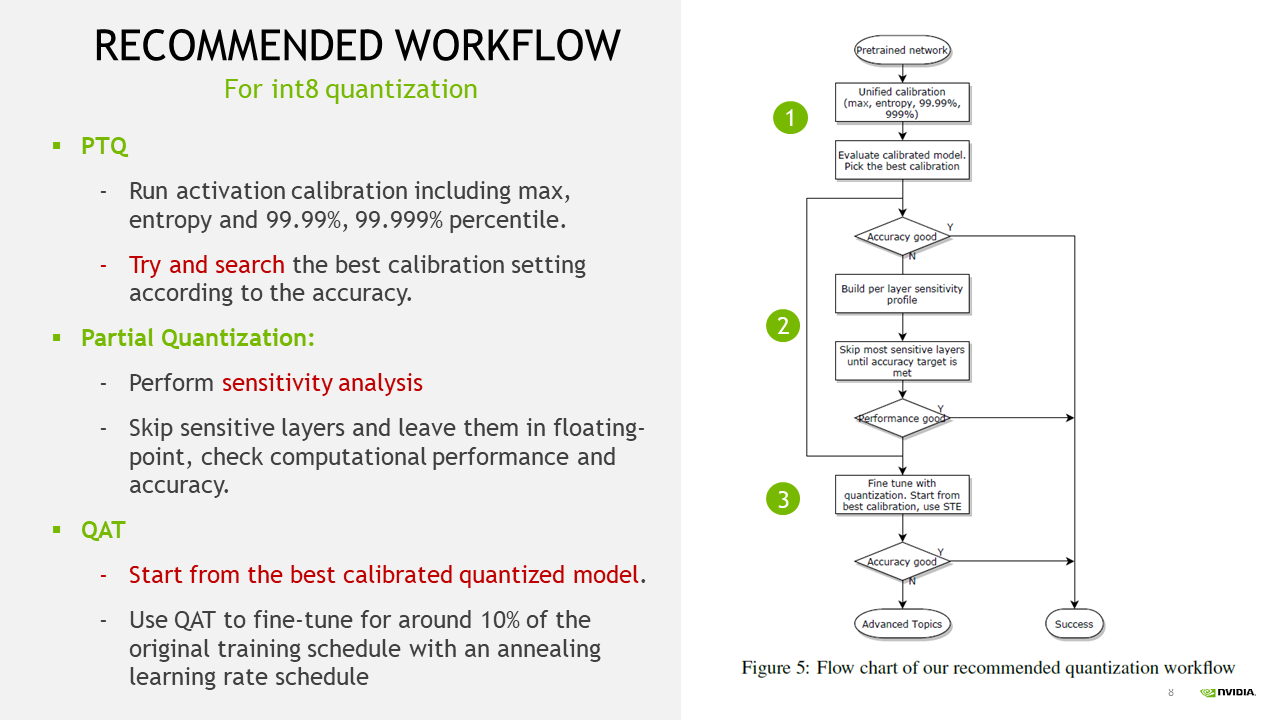 RECOMMENDED WORKFLOW
For int8 quantization
▪ PTQ
- Run activation calibration including max,
entropy and 99.99%, 99.999% percentile.
- Try and search the best calibration setting
according to the accuracy.
▪ Partial Quantization:
- Perform sensitivity analysis
- Skip sensitive layers and leave them in floating-
point, check computational performance and
accuracy.
▪ QAT
- Start from the best calibrated quantized model.
- Use QAT to fine-tune for around 10% of the
original training schedule with an annealing
learning rate schedule
Pretrained network
1
Unified calibration
(max, entropy, 99.99%,
999%)
Evaluate calibrated model.
Pick the best calibration
Accuracy good
Y
N
Build per layer sensitivity
profile
2
Skip most sensitive layers
until accuracy target is
met
Performance good
Y
3
Fine tune with
quantization. Start from
best calibration, use STE
Accuracy good
Y
N
Advanced Topics
Success
Figure 5: Flow chart of our recommended quantization workflow
8
NVIDIA.